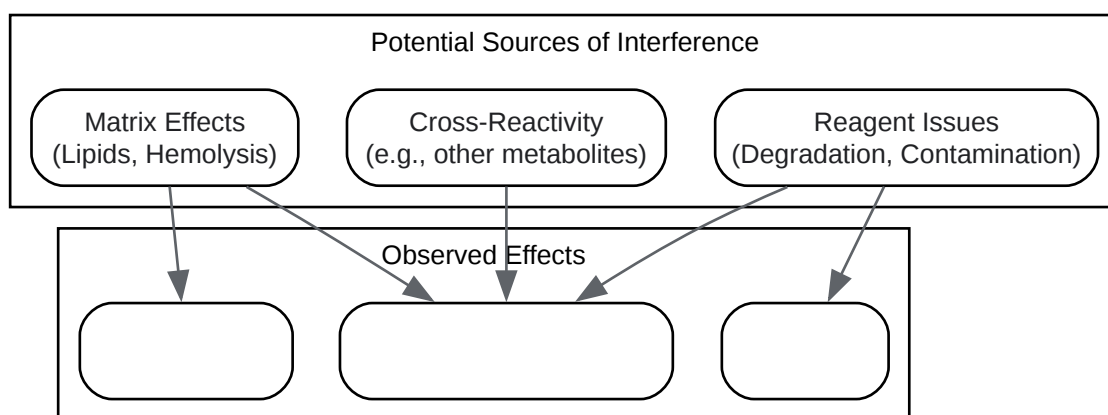 Potential Sources of Interference
Matrix Effects
(Lipids, Hemolysis)
Cross-Reactivity
(e.g., other metabolites)
Reagent Issues
(Degradation, Contamination)
Observed Effects